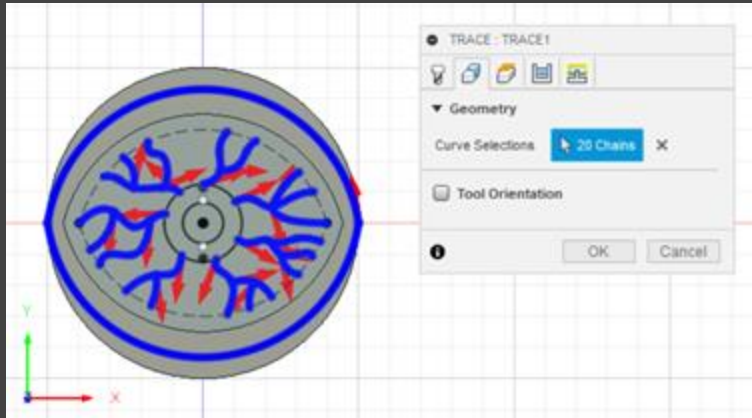 TRACE : TRACE1
Geometry
Curve Selections 20 Chains
Tool Orientation
OK Cancel
Y
X